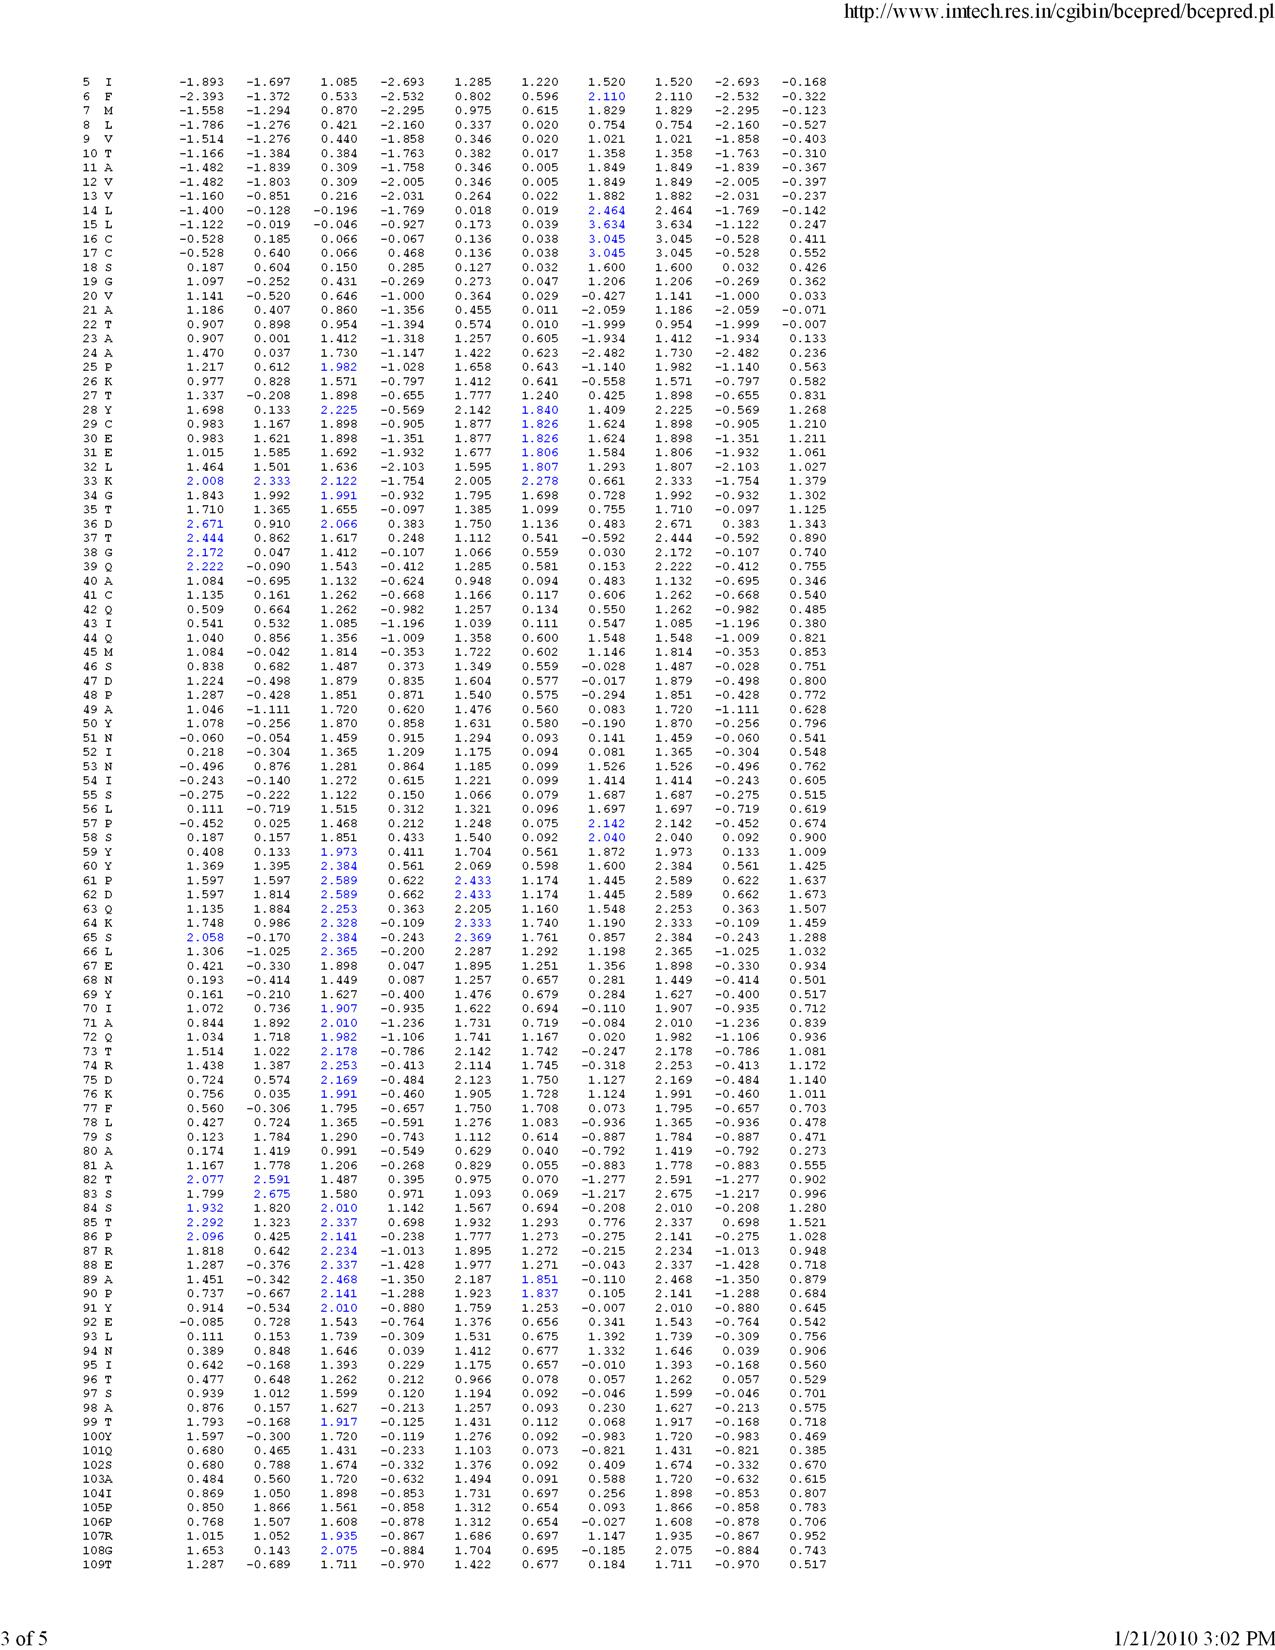 http://www.imtech.res.in/cgibin/bcepred/bcepred.pl
5 I -1.893 -1.697 1.085 -2.693 1.285 1.220 1.520 1.520 -2.693 -0.168
6 F -2.393 -1.372 0.533 -2.532 0.802 0.596 2.110 2.110 -2.532 -0.322
7 M -1.558 -1.294 0.870 -2.295 0.975 0.615 1.829 1.829 -2.295 -0.123
8 L -1.786 -1.276 0.421 -2.160 0.337 0.020 0.754 0.754 -2.160 -0.527
9 V -1.514 -1.276 0.440 -1.858 0.346 0.020 1.021 1.021 -1.858 -0.403
10 T -1.166 -1.384 0.384 -1.763 0.382 0.017 1.358 1.358 -1.763 -0.310
11 A -1.482 -1.839 0.309 -1.758 0.346 0.005 1.849 1.849 -1.839 -0.367
12 V -1.482 -1.803 0.309 -2.005 0.346 0.005 1.849 1.849 -2.005 -0.397
13 V -1.160 -0.851 0.216 -2.031 0.264 0.022 1.882 1.882 -2.031 -0.237
14 L -1.400 -0.128 -0.196 -1.769 0.018 0.019 2.464 2.464 -1.769 -0.142
15 L -1.122 -0.019 -0.046 -0.927 0.173 0.039 3.634 3.634 -1.122 0.247
16 C -0.528 0.185 0.066 -0.067 0.136 0.038 3.045 3.045 -0.528 0.411
17 C -0.528 0.640 0.066 0.468 0.136 0.038 3.045 3.045 -0.528 0.552
18 S 0.187 0.604 0.150 0.285 0.127 0.032 1.600 1.600 0.032 0.426
19 G 1.097 -0.252 0.431 -0.269 0.273 0.047 1.206 1.206 -0.269 0.362
20 V 1.141 -0.520 0.646 -1.000 0.364 0.029 -0.427 1.141 -1.000 0.033
21 A 1.186 0.407 0.860 -1.356 0.455 0.011 -2.059 1.186 -2.059 -0.071
22 T 0.907 0.898 0.954 -1.394 0.574 0.010 -1.999 0.954 -1.999 -0.007
23 A 0.907 0.001 1.412 -1.318 1.257 0.605 -1.934 1.412 -1.934 0.133
24 A 1.470 0.037 1.730 -1.147 1.422 0.623 -2.482 1.730 -2.482 0.236
25 P 1.217 0.612 1.982 -1.028 1.658 0.643 -1.140 1.982 -1.140 0.563
26 K 0.977 0.828 1.571 -0.797 1.412 0.641 -0.558 1.571 -0.797 0.582
27 T 1.337 -0.208 1.898 -0.655 1.777 1.240 0.425 1.898 -0.655 0.831
28 Y 1.698 0.133 2.225 -0.569 2.142 1.840 1.409 2.225 -0.569 1.268
29 C 0.983 1.167 1.898 -0.905 1.877 1.826 1.624 1.898 -0.905 1.210
30 E 0.983 1.621 1.898 -1.351 1.877 1.826 1.624 1.898 -1.351 1.211
31 E 1.015 1.585 1.692 -1.932 1.677 1.806 1.584 1.806 -1.932 1.061
32 L 1.464 1.501 1.636 -2.103 1.595 1.807 1.293 1.807 -2.103 1.027
33 K 2.008 2.333 2.122 -1.754 2.005 2.278 0.661 2.333 -1.754 1.379
34 G 1.843 1.992 1.991 -0.932 1.795 1.698 0.728 1.992 -0.932 1.302
35 T 1.710 1.365 1.655 -0.097 1.385 1.099 0.755 1.710 -0.097 1.125
36 D 2.671 0.910 2.066 0.383 1.750 1.136 0.483 2.671 0.383 1.343
37 T 2.444 0.862 1.617 0.248 1.112 0.541 -0.592 2.444 -0.592 0.890
38 G 2.172 0.047 1.412 -0.107 1.066 0.559 0.030 2.172 -0.107 0.740
39 Q 2.222 -0.090 1.543 -0.412 1.285 0.581 0.153 2.222 -0.412 0.755
40 A 1.084 -0.695 1.132 -0.624 0.948 0.094 0.483 1.132 -0.695 0.346
41 C 1.135 0.161 1.262 -0.668 1.166 0.117 0.606 1.262 -0.668 0.540
42 Q 0.509 0.664 1.262 -0.982 1.257 0.134 0.550 1.262 -0.982 0.485
43 I 0.541 0.532 1.085 -1.196 1.039 0.111 0.547 1.085 -1.196 0.380
44 Q 1.040 0.856 1.356 -1.009 1.358 0.600 1.548 1.548 -1.009 0.821
45 M 1.084 -0.042 1.814 -0.353 1.722 0.602 1.146 1.814 -0.353 0.853
46 S 0.838 0.682 1.487 0.373 1.349 0.559 -0.028 1.487 -0.028 0.751
47 D 1.224 -0.498 1.879 0.835 1.604 0.577 -0.017 1.879 -0.498 0.800
48 P 1.287 -0.428 1.851 0.871 1.540 0.575 -0.294 1.851 -0.428 0.772
49 A 1.046 -1.111 1.720 0.620 1.476 0.560 0.083 1.720 -1.111 0.628
50 Y 1.078 -0.256 1.870 0.858 1.631 0.580 -0.190 1.870 -0.256 0.796
51 N -0.060 -0.054 1.459 0.915 1.294 0.093 0.141 1.459 -0.060 0.541
52 I 0.218 -0.304 1.365 1.209 1.175 0.094 0.081 1.365 -0.304 0.548
53 N -0.496 0.876 1.281 0.864 1.185 0.099 1.526 1.526 -0.496 0.762
54 I -0.243 -0.140 1.272 0.615 1.221 0.099 1.414 1.414 -0.243 0.605
55 S -0.275 -0.222 1.122 0.150 1.066 0.079 1.687 1.687 -0.275 0.515
56 L 0.111 -0.719 1.515 0.312 1.321 0.096 1.697 1.697 -0.719 0.619
57 P -0.452 0.025 1.468 0.212 1.248 0.075 2.142 2.142 -0.452 0.674
58 S 0.187 0.157 1.851 0.433 1.540 0.092 2.040 2.040 0.092 0.900
59 Y 0.408 0.133 1.973 0.411 1.704 0.561 1.872 1.973 0.133 1.009
60 Y 1.369 1.395 2.384 0.561 2.069 0.598 1.600 2.384 0.561 1.425
61 P 1.597 1.597 2.589 0.622 2.433 1.174 1.445 2.589 0.622 1.637
62 D 1.597 1.814 2.589 0.662 2.433 1.174 1.445 2.589 0.662 1.673
63 Q 1.135 1.884 2.253 0.363 2.205 1.160 1.548 2.253 0.363 1.507
64 K 1.748 0.986 2.328 -0.109 2.333 1.740 1.190 2.333 -0.109 1.459
65 S 2.058 -0.170 2.384 -0.243 2.369 1.761 0.857 2.384 -0.243 1.288
66 L 1.306 -1.025 2.365 -0.200 2.287 1.292 1.198 2.365 -1.025 1.032
67 E 0.421 -0.330 1.898 0.047 1.895 1.251 1.356 1.898 -0.330 0.934
68 N 0.193 -0.414 1.449 0.087 1.257 0.657 0.281 1.449 -0.414 0.501
69 Y 0.161 -0.210 1.627 -0.400 1.476 0.679 0.284 1.627 -0.400 0.517
70 I 1.072 0.736 1.907 -0.935 1.622 0.694 -0.110 1.907 -0.935 0.712
71 A 0.844 1.892 2.010 -1.236 1.731 0.719 -0.084 2.010 -1.236 0.839
72 Q 1.034 1.718 1.982 -1.106 1.741 1.167 0.020 1.982 -1.106 0.936
73 T 1.514 1.022 2.178 -0.786 2.142 1.742 -0.247 2.178 -0.786 1.081
74 R 1.438 1.387 2.253 -0.413 2.114 1.745 -0.318 2.253 -0.413 1.172
75 D 0.724 0.574 2.169 -0.484 2.123 1.750 1.127 2.169 -0.484 1.140
76 K 0.756 0.035 1.991 -0.460 1.905 1.728 1.124 1.991 -0.460 1.011
77 F 0.560 -0.306 1.795 -0.657 1.750 1.708 0.073 1.795 -0.657 0.703
78 L 0.427 0.724 1.365 -0.591 1.276 1.083 -0.936 1.365 -0.936 0.478
79 S 0.123 1.784 1.290 -0.743 1.112 0.614 -0.887 1.784 -0.887 0.471
80 A 0.174 1.419 0.991 -0.549 0.629 0.040 -0.792 1.419 -0.792 0.273
81 A 1.167 1.778 1.206 -0.268 0.829 0.055 -0.883 1.778 -0.883 0.555
82 T 2.077 2.591 1.487 0.395 0.975 0.070 -1.277 2.591 -1.277 0.902
83 S 1.799 2.675 1.580 0.971 1.093 0.069 -1.217 2.675 -1.217 0.996
84 S 1.932 1.820 2.010 1.142 1.567 0.694 -0.208 2.010 -0.208 1.280
85 T 2.292 1.323 2.337 0.698 1.932 1.293 0.776 2.337 0.698 1.521
86 P 2.096 0.425 2.141 -0.238 1.777 1.273 -0.275 2.141 -0.275 1.028
87 R 1.818 0.642 2.234 -1.013 1.895 1.272 -0.215 2.234 -1.013 0.948
88 E 1.287 -0.376 2.337 -1.428 1.977 1.271 -0.043 2.337 -1.428 0.718
89 A 1.451 -0.342 2.468 -1.350 2.187 1.851 -0.110 2.468 -1.350 0.879
90 P 0.737 -0.667 2.141 -1.288 1.923 1.837 0.105 2.141 -1.288 0.684
91 Y 0.914 -0.534 2.010 -0.880 1.759 1.253 -0.007 2.010 -0.880 0.645
92 E -0.085 0.728 1.543 -0.764 1.376 0.656 0.341 1.543 -0.764 0.542
93 L 0.111 0.153 1.739 -0.309 1.531 0.675 1.392 1.739 -0.309 0.756
94 N 0.389 0.848 1.646 0.039 1.412 0.677 1.332 1.646 0.039 0.906
95 I 0.642 -0.168 1.393 0.229 1.175 0.657 -0.010 1.393 -0.168 0.560
96 T 0.477 0.648 1.262 0.212 0.966 0.078 0.057 1.262 0.057 0.529
97 S 0.939 1.012 1.599 0.120 1.194 0.092 -0.046 1.599 -0.046 0.701
98 A 0.876 0.157 1.627 -0.213 1.257 0.093 0.230 1.627 -0.213 0.575
99 T 1.793 -0.168 1.917 -0.125 1.431 0.112 0.068 1.917 -0.168 0.718
100Y 1.597 -0.300 1.720 -0.119 1.276 0.092 -0.983 1.720 -0.983 0.469
101Q 0.680 0.465 1.431 -0.233 1.103 0.073 -0.821 1.431 -0.821 0.385
102S 0.680 0.788 1.674 -0.332 1.376 0.092 0.409 1.674 -0.332 0.670
103A 0.484 0.560 1.720 -0.632 1.494 0.091 0.588 1.720 -0.632 0.615
104I 0.869 1.050 1.898 -0.853 1.731 0.697 0.256 1.898 -0.853 0.807
105P 0.850 1.866 1.561 -0.858 1.312 0.654 0.093 1.866 -0.858 0.783
106P 0.768 1.507 1.608 -0.878 1.312 0.654 -0.027 1.608 -0.878 0.706
107R 1.015 1.052 1.935 -0.867 1.686 0.697 1.147 1.935 -0.867 0.952
108G 1.653 0.143 2.075 -0.884 1.704 0.695 -0.185 2.075 -0.884 0.743
109T 1.287 -0.689 1.711 -0.970 1.422 0.677 0.184 1.711 -0.970 0.517
3 of 5 1/21/2010 3:02 PM